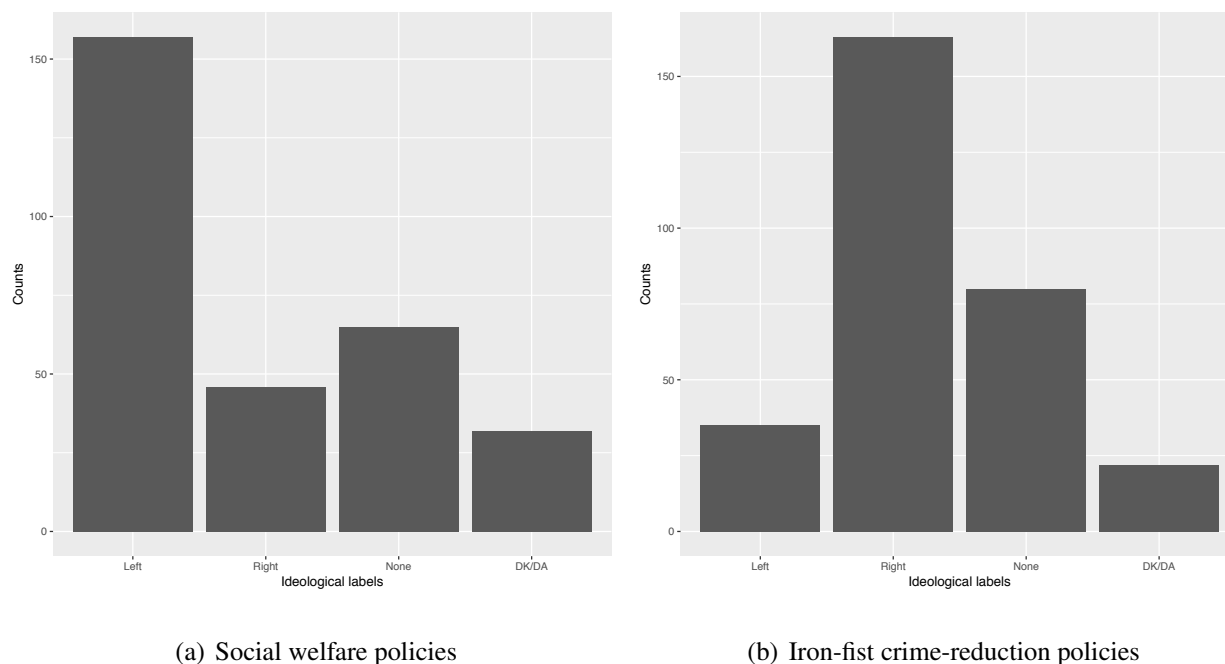 150
100
50
0
Counts
Left Right None DK/DA
Ideological labels
(a) Social welfare policies
150
100
50
0
Counts
Left Right None DK/DA
Ideological labels
(b) Iron-fist crime-reduction policies